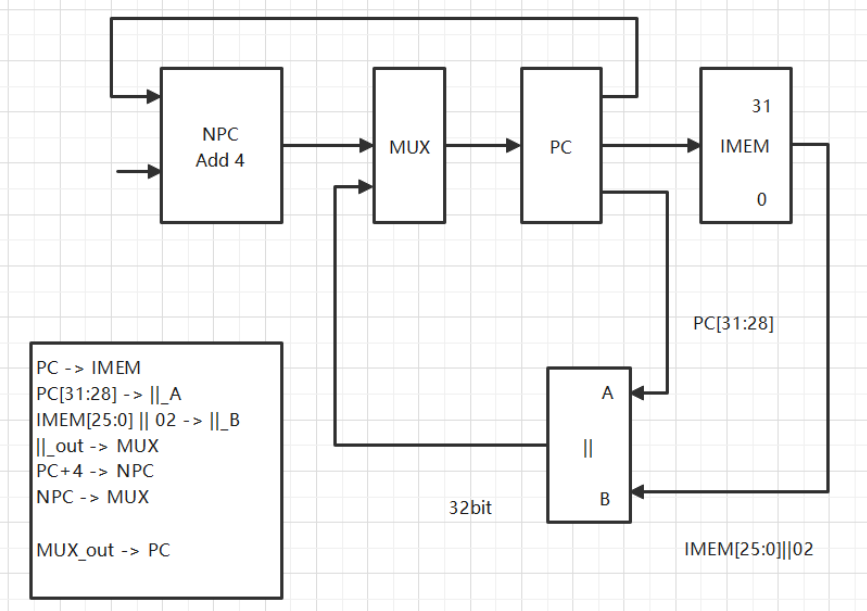 NPC
Add 4
MUX
PC
31
IMEM
0
PC[31:28]
A
||
B
32bit
IMEM[25:0]||02
PC -> IMEM
PC[31:28] -> ||_A
IMEM[25:0] || 02 -> ||_B
||_out -> MUX
PC+4 -> NPC
NPC -> MUX
MUX_out -> PC